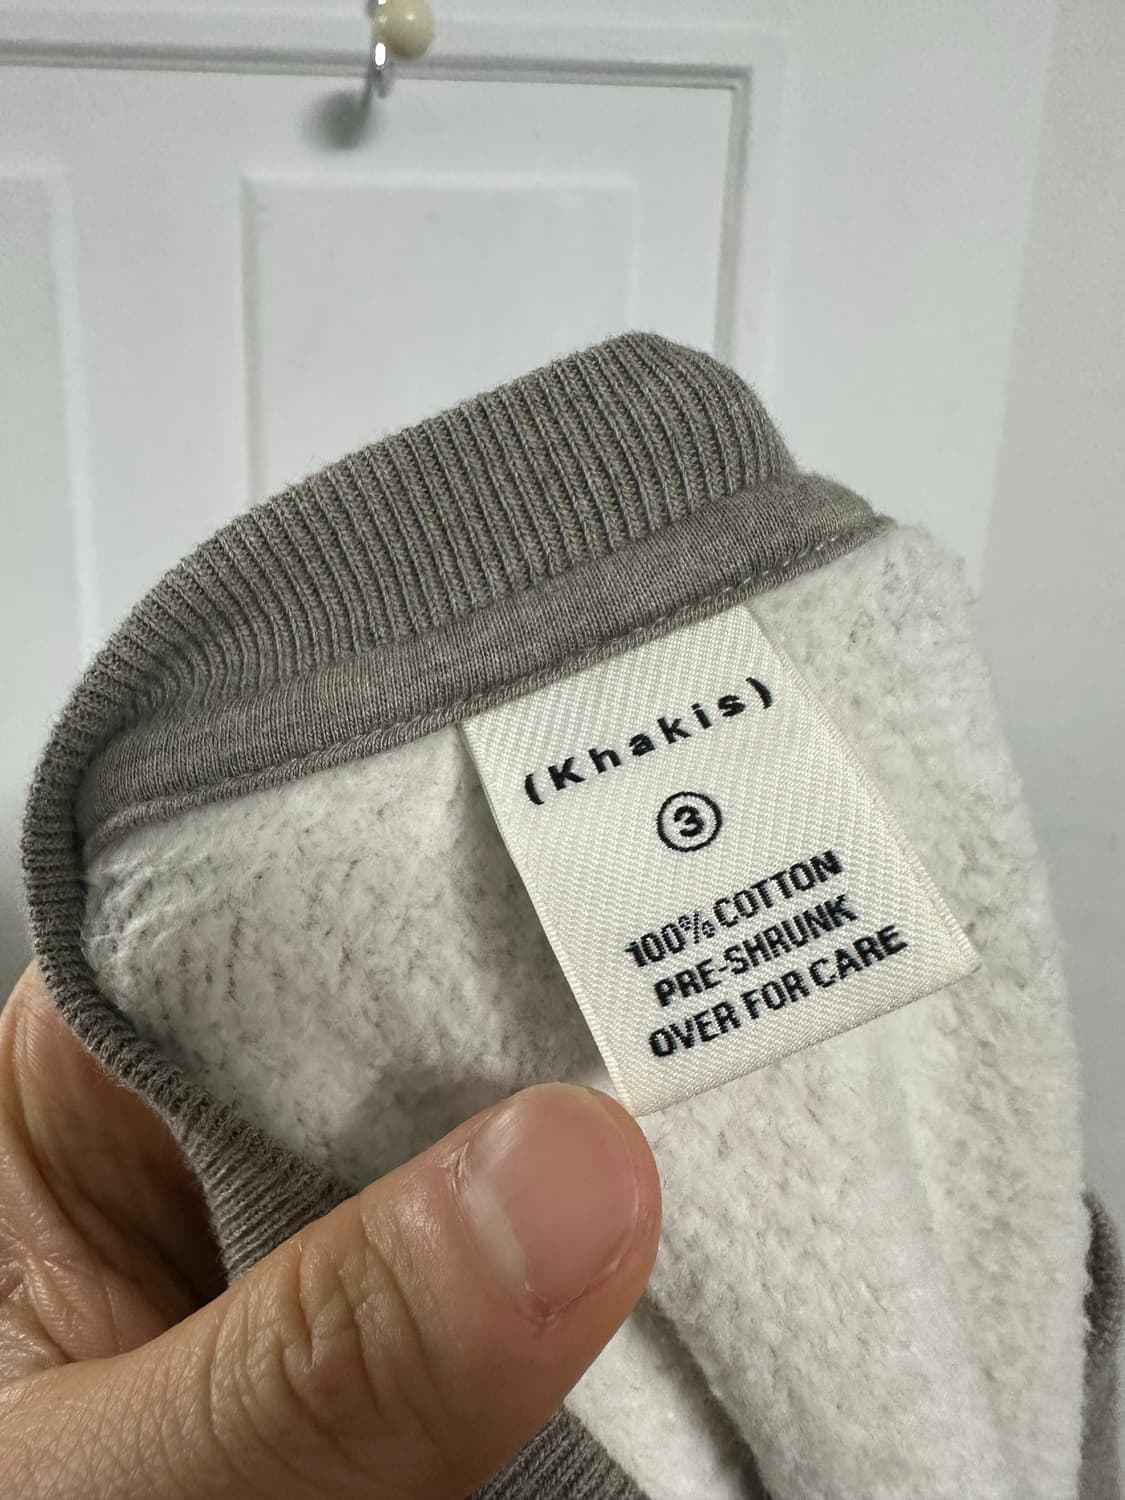 (Khakis)
3
100% COTTON
PRE-SHRUNK
OVER FOR CARE